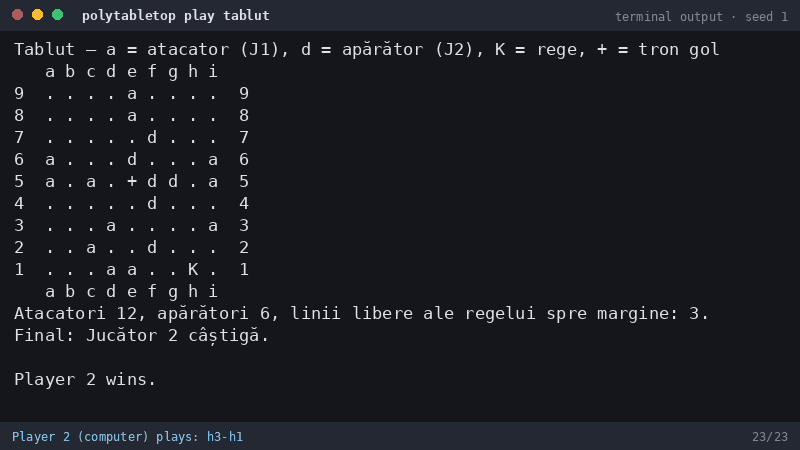 polytabletop play tablut
terminal output · seed 1
Tablut — a = atacator (J1), d = apărător (J2), K = rege, + = tron gol
   a b c d e f g h i
9  . . . . a . . . .  9
8  . . . . a . . . .  8
7  . . . . . d . . .  7
6  a . . . d . . . a  6
5  a . a . + d d . a  5
4  . . . . . d . . .  4
3  . . . a . . . . a  3
2  . . a . . d . . .  2
1  . . . a a . . K .  1
   a b c d e f g h i
Atacatori 12, apărători 6, linii libere ale regelui spre margine: 3.
Final: Jucător 2 câștigă.
Player 2 wins.
Player 2 (computer) plays: h3-h1
23/23